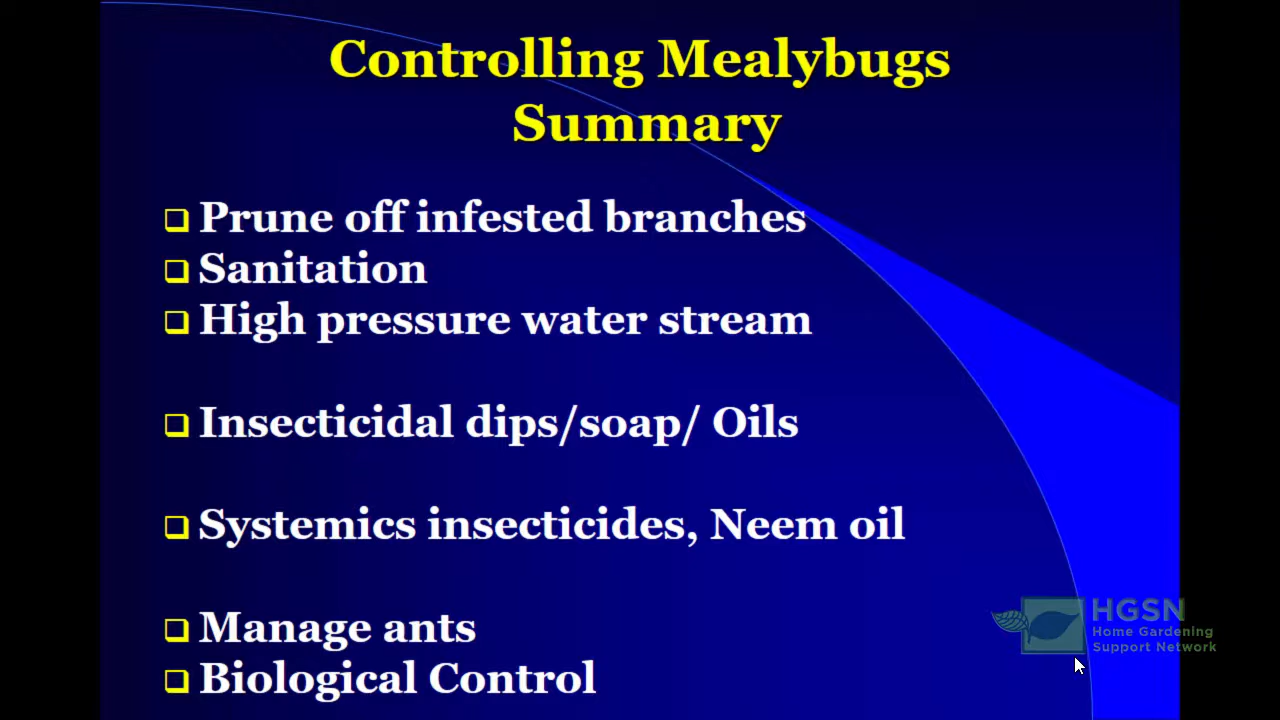 Controlling Mealybugs
Summary
Prune off infested branches
Sanitation
High pressure water stream
Insecticidal dips/soap/ Oils
Systemics insecticides, Neem oil
Manage ants
Biological Control
HGSN
Home Gardening
Support Network